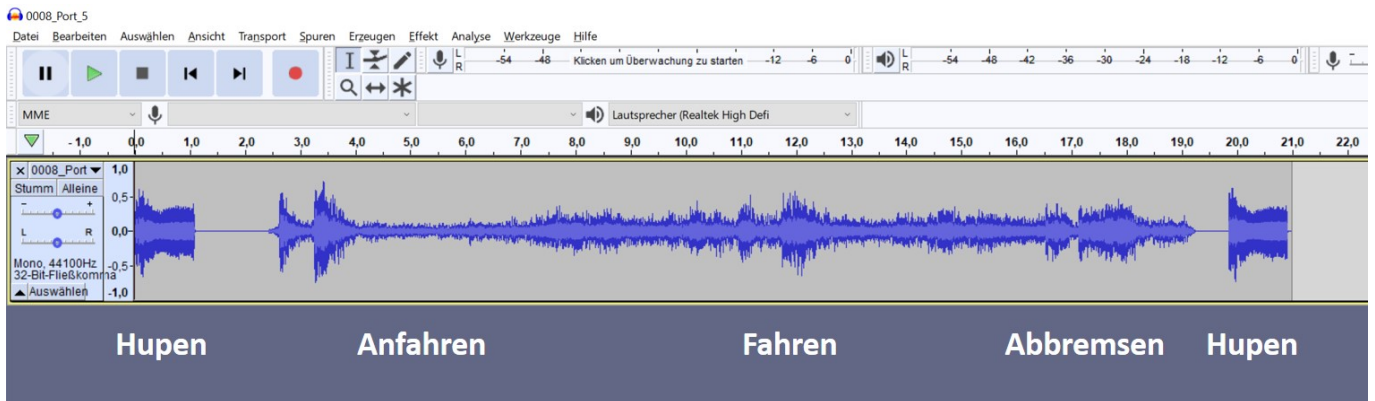 0008_Port_5
Datei Bearbeiten Auswählen Ansicht Transport Spuren Erzeugen Effekt Analyse Werkzeuge Hilfe
L R -54 -48 Klicken um Überwachung zu starten -12 -6 0 L R -54 -48 -42 -36 -30 -24 -18 -12 -6 0
MME Lautsprecher (Realtek High Defi
- 1,0 0,0 1,0 2,0 3,0 4,0 5,0 6,0 7,0 8,0 9,0 10,0 11,0 12,0 13,0 14,0 15,0 16,0 17,0 18,0 19,0 20,0 21,0 22,0
x 0008_Port 1,0
Stumm Alleine
- + 0,5-
L R 0,0-
Mono, 44100Hz -0,5-
32-Bit-Fließkomma
Auswählen -1,0
Hupen Anfahren Fahren Abbremsen Hupen